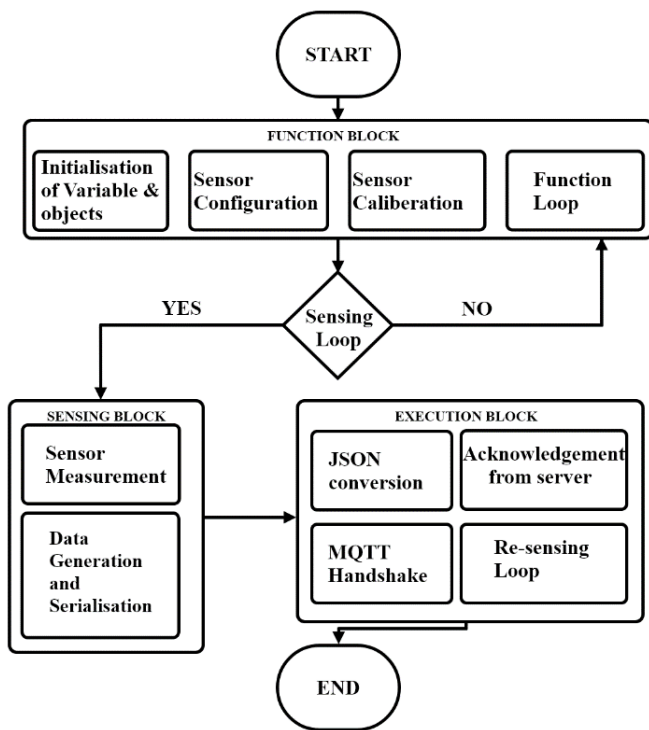 START
FUNCTION BLOCK
Initialisation
of Variable &
objects
Sensor
Configuration
Sensor
Caliberation
Function
Loop
Sensing
Loop
YES
NO
SENSING BLOCK
Sensor
Measurement
Data
Generation
and
Serialisation
EXECUTION BLOCK
JSON
conversion
Acknowledgement
from server
MQTT
Handshake
Re-sensing
Loop
END